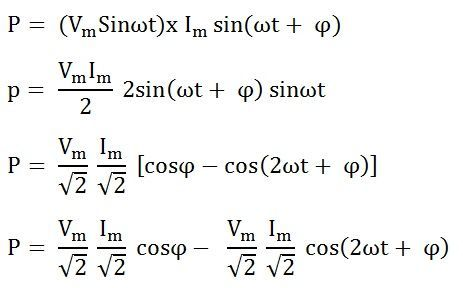 P = (VₘSinωt)x Iₘ sin(ωt + φ)
p = VₘIₘ/2 2sin(ωt + φ) sinωt
P = Vₘ/√2 Iₘ/√2 [cosφ − cos(2ωt + φ)]
P = Vₘ/√2 Iₘ/√2 cosφ − Vₘ/√2 Iₘ/√2 cos(2ωt + φ)